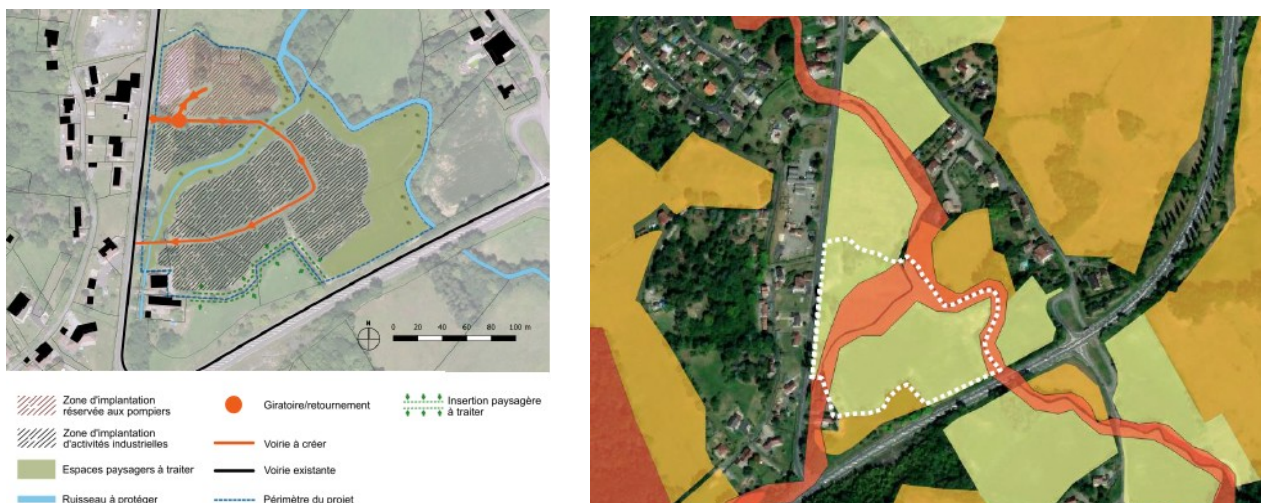 N
0 20 40 60 80 100 m
Zone d'implantation
réservée aux pompiers
Zone d'implantation
d'activités industrielles
Espaces paysagers à traiter
Ruisseau à protéger
Giratoire/retournement
Voirie à créer
Voirie existante
Périmètre du projet
Insertion paysagère
à traiter